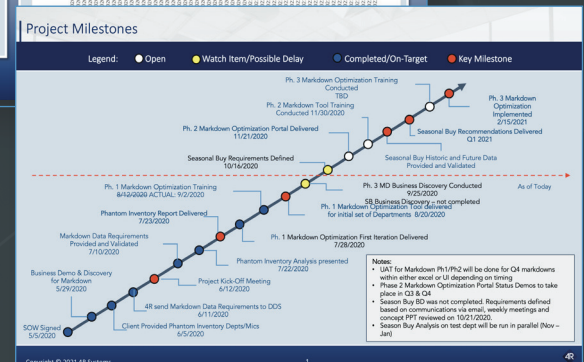 Project Milestones
Legend:
Open
Watch Item/Possible Delay
Completed/On-Target
Key Milestone
Ph. 3 Markdown Optimization Training
Conducted
TBD
Ph. 3 Markdown
Optimization
Implemented
2/15/2021
Ph. 2 Markdown Tool Training
Conducted 11/30/2020
Ph. 2 Markdown Optimization Portal Delivered
11/21/2020
Seasonal Buy Recommendations Delivered
Q1 2021
Seasonal Buy Requirements Defined
10/16/2020
Seasonal Buy Historic and Future Data
Provided and Validated
As of Today
Ph. 1 Markdown Optimization Training
8/12/2020 ACTUAL: 9/2/2020
Ph. 3 MD Business Discovery Conducted
9/25/2020
SB Business Discovery – not completed
Ph. 1 Markdown Optimization Tool delivered
for initial set of Departments 8/20/2020
Phantom Inventory Report Delivered
7/23/2020
Ph. 1 Markdown Optimization First Iteration Delivered
7/28/2020
Markdown Data Requirements
Provided and Validated
7/10/2020
Phantom Inventory Analysis presented
7/22/2020
Business Demo & Discovery
for Markdown
5/29/2020
Project Kick-Off Meeting
6/12/2020
4R send Markdown Data Requirements to DDS
6/11/2020
SOW Signed
5/5/2020
Client Provided Phantom Inventory Depts/Mics
6/5/2020
Notes:
• UAT for Markdown Ph1/Ph2 will be done for Q4 markdowns
within either excel or UI depending on timing
• Phase 2 Markdown Optimization Portal Status Demos to take
place in Q3 & Q4
• Season Buy BD was not completed. Requirements defined
based on communications via email, weekly meetings and
concept PPT reviewed on 10/21/2020.
• Season Buy Analysis on test dept will be run in parallel (Nov –
Jan)
Copyright © 2021 4R Systems
1
4R